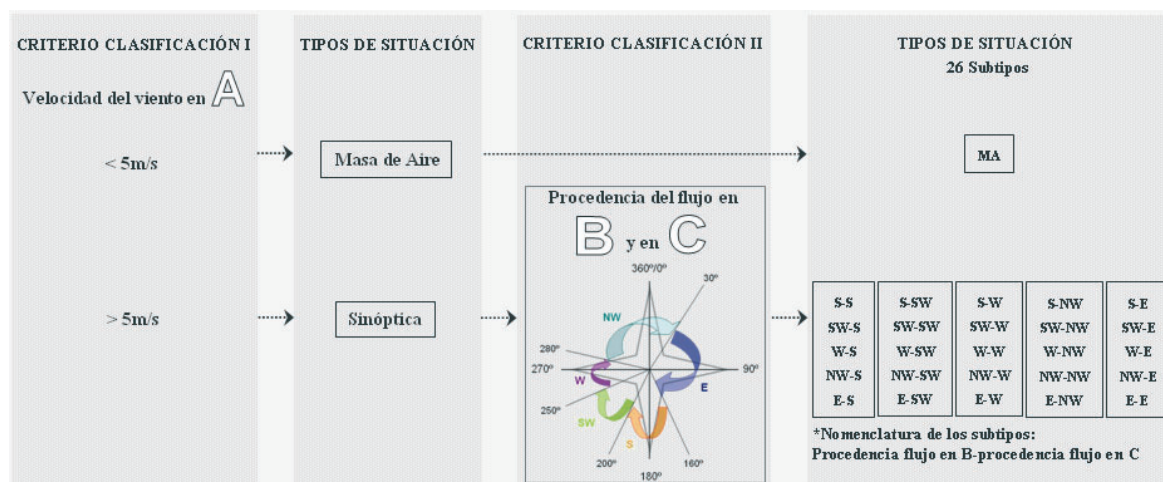 CRITERIO CLASIFICACIÓN I
Velocidad del viento en A
< 5m/s
> 5m/s
TIPOS DE SITUACIÓN
Masa de Aire
Sinóptica
CRITERIO CLASIFICACIÓN II
Procedencia del flujo en
B y en C
360º/0º
30º
NW
280º
270º
W
90º
E
250º
SW
S
200º
160º
180º
TIPOS DE SITUACIÓN
26 Subtipos
MA
S-S S-SW S-W S-NW S-E
SW-S SW-SW SW-W SW-NW SW-E
W-S W-SW W-W W-NW W-E
NW-S NW-SW NW-W NW-NW NW-E
E-S E-SW E-W E-NW E-E
*Nomenclatura de los subtipos:
Procedencia flujo en B-procedencia flujo en C